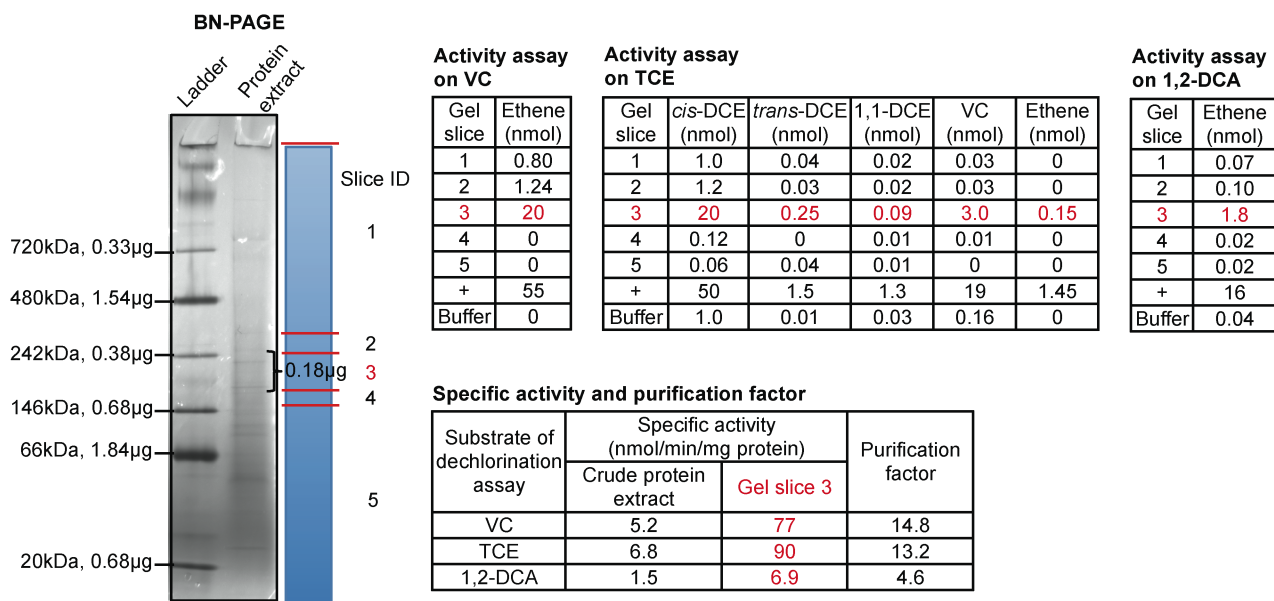 BN-PAGE
Ladder
Protein
extract
Slice ID
1
2
3
4
5
720kDa, 0.33µg
480kDa, 1.54µg
242kDa, 0.38µg
146kDa, 0.68µg
66kDa, 1.84µg
20kDa, 0.68µg
0.18µg
Activity assay
on VC
Gel slice Ethene (nmol)
1 0.80
2 1.24
3 20
4 0
5 0
+ 55
Buffer 0
Activity assay
on TCE
Gel slice cis-DCE (nmol) trans-DCE (nmol) 1,1-DCE (nmol) VC (nmol) Ethene (nmol)
1 1.0 0.04 0.02 0.03 0
2 1.2 0.03 0.02 0.03 0
3 20 0.25 0.09 3.0 0.15
4 0.12 0 0.01 0.01 0
5 0.06 0.04 0.01 0 0
+ 50 1.5 1.3 19 1.45
Buffer 1.0 0.01 0.03 0.16 0
Activity assay
on 1,2-DCA
Gel slice Ethene (nmol)
1 0.07
2 0.10
3 1.8
4 0.02
5 0.02
+ 16
Buffer 0.04
Specific activity and purification factor
Substrate of dechlorination assay
Specific activity
(nmol/min/mg protein)
Crude protein extract
Gel slice 3
Purification factor
VC 5.2 77 14.8
TCE 6.8 90 13.2
1,2-DCA 1.5 6.9 4.6